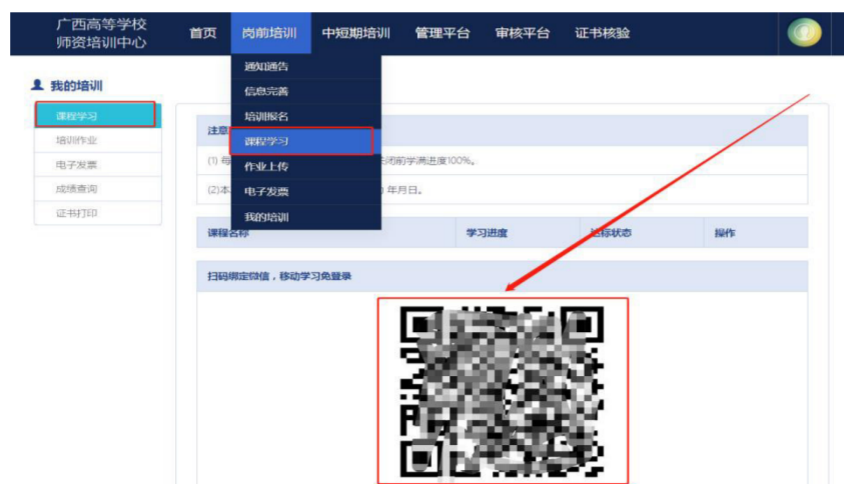 广西高等学校
师资培训中心
首页 岗前培训 中短期培训 管理平台 审核平台 证书核验
通知通告
信息完善
培训报名
课程学习
作业上传
电子发票
我的培训
我的培训
课程学习
培训作业
电子发票
成绩查询
证书打印
注意
(1) 每 关闭前学满进度100%。
(2)本 年月日。
课程名称 学习进度 达标状态 操作
扫码绑定微信，移动学习免登录